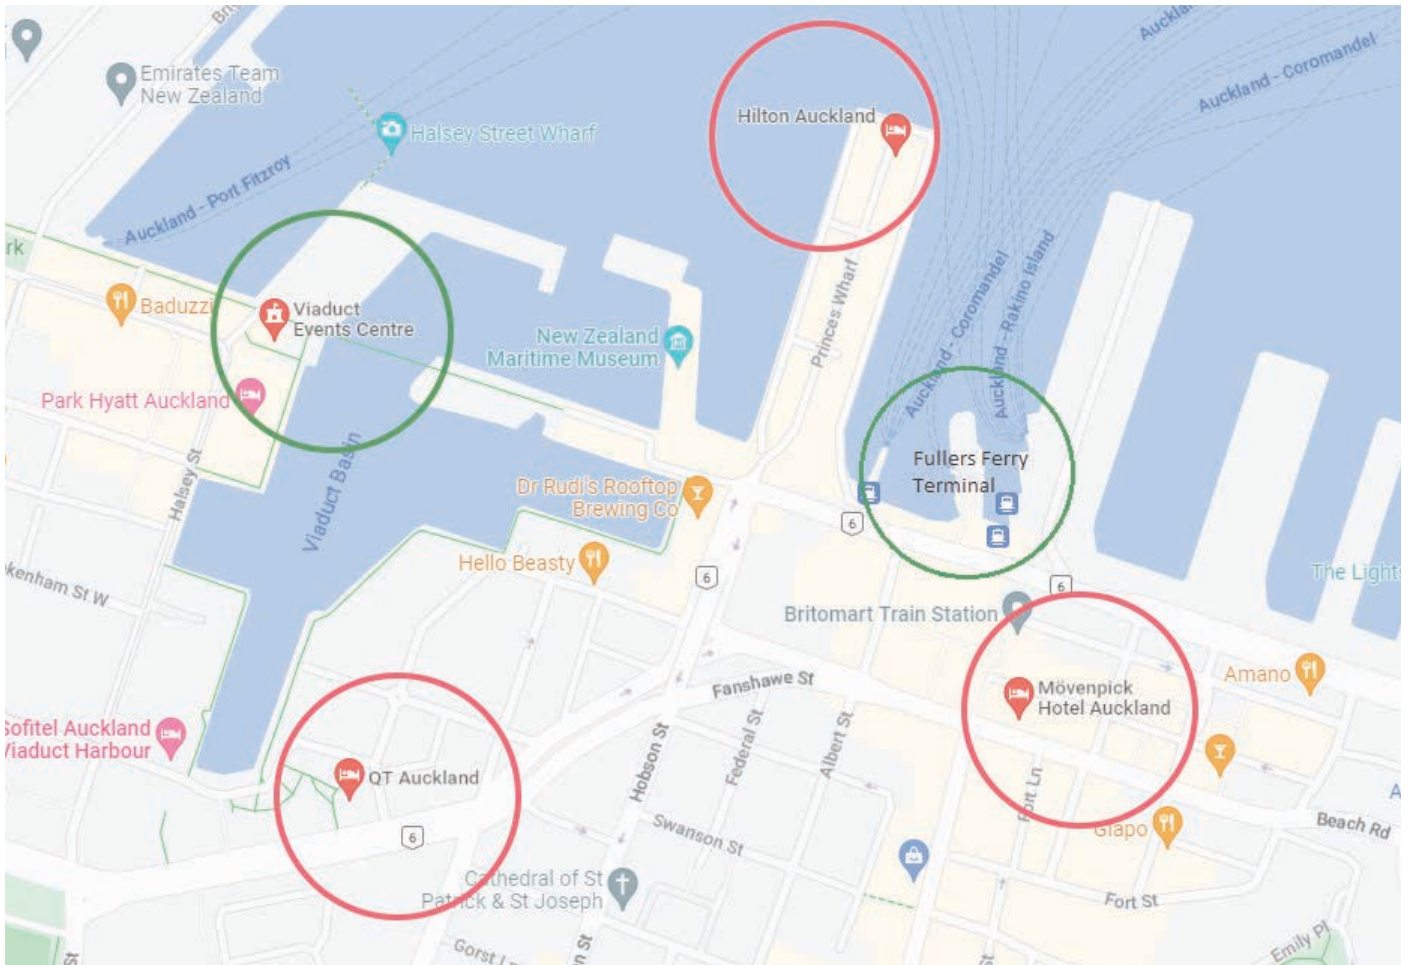 Auckland - Coromandel
Emirates Team
New Zealand
Hilton Auckland
Halsey Street Wharf
Auckland - Port Fitzroy
rk
Baduzzi
Viaduct
Events Centre
New Zealand
Maritime Museum
Princes Wharf
Auckland - Coromandel
Auckland - Rakino Island
Park Hyatt Auckland
Halsey St
Viaduct Basin
Fullers Ferry
Terminal
Dr Rudi's Rooftop
Brewing Co
6
Hello Beasty
6
6
The Lights
kenham St W
Britomart Train Station
Fanshawe St
Amano
Mövenpick
Hotel Auckland
Sofitel Auckland
Viaduct Harbour
QT Auckland
Hobson St
Federal St
Albert St
Fort Ln
6
Swanson St
Giapo
Beach Rd
Cathedral of St
Patrick & St Joseph
Fort St
Emily Pl
St
n St
St